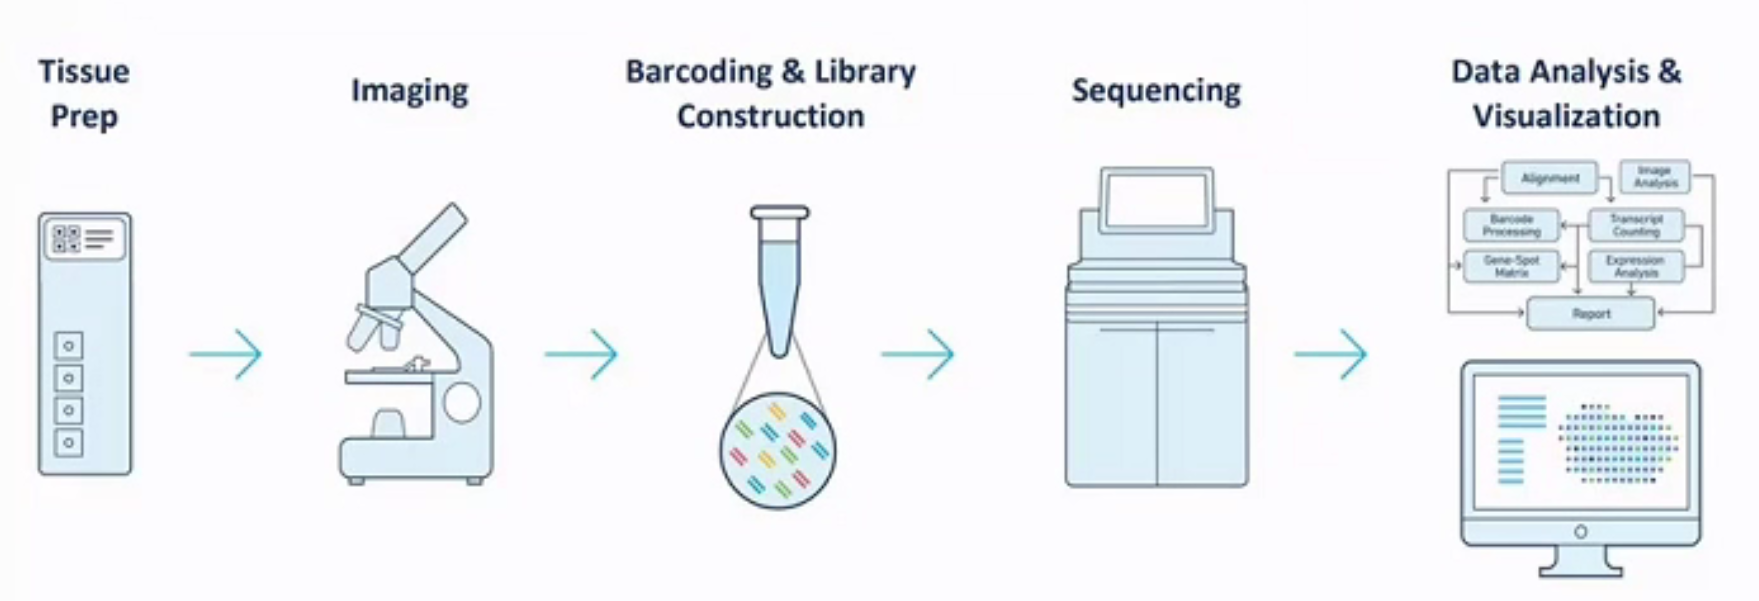 Tissue
Prep
Imaging
Barcoding & Library
Construction
Sequencing
Data Analysis &
Visualization
Alignment
Image
Analysis
Barcode
Processing
Transcript
Counting
Gene-Spot
Matrix
Expression
Analysis
Report